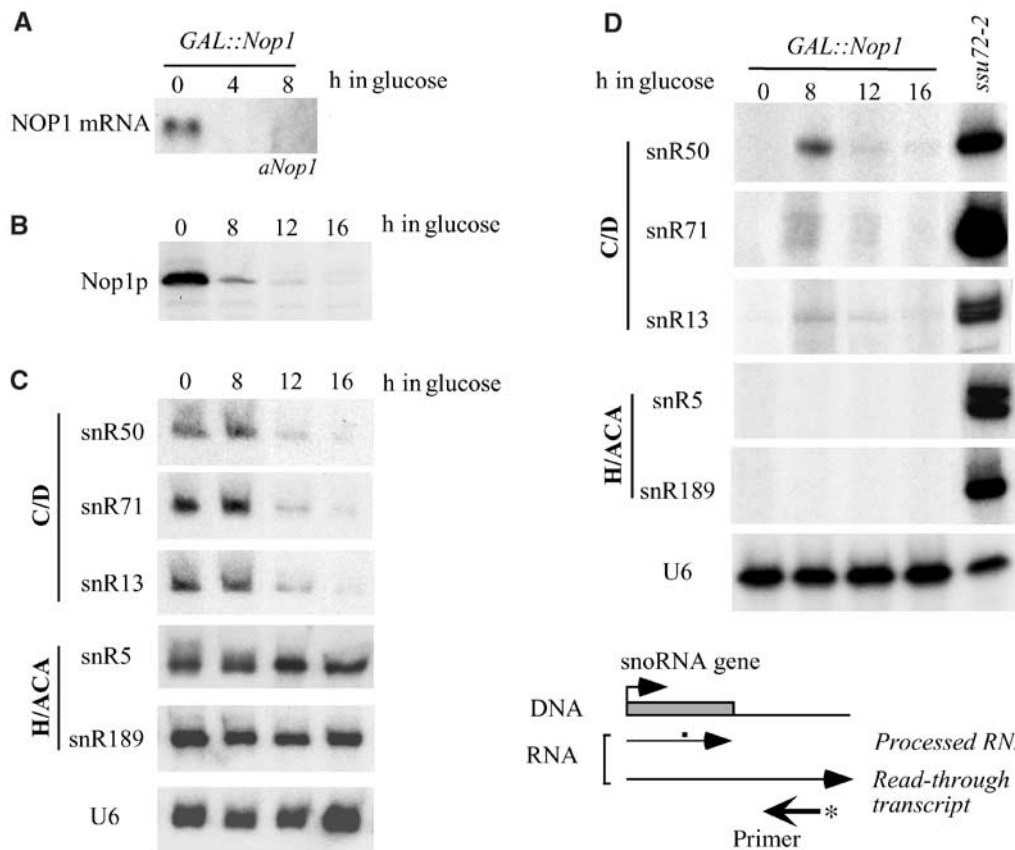 A
GAL::Nop1
0 4 8 h in glucose
NOP1 mRNA
aNop1
B
0 8 12 16 h in glucose
Nop1p
C
0 8 12 16 h in glucose
C/D
snR50
snR71
snR13
H/ACA
snR5
snR189
U6
D
GAL::Nop1
ssu72-2
h in glucose
0 8 12 16
C/D
snR50
snR71
snR13
H/ACA
snR5
snR189
U6
snoRNA gene
DNA
RNA
Processed RN
Read-through
transcript
*
Primer